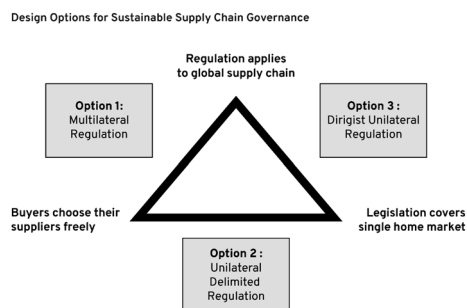 Design Options for Sustainable Supply Chain Governance
Regulation applies
to global supply chain
Option 1:
Multilateral
Regulation
Option 3 :
Dirigist Unilateral
Regulation
Buyers choose their
suppliers freely
Legislation covers
single home market
Option 2 :
Unilateral
Delimited
Regulation